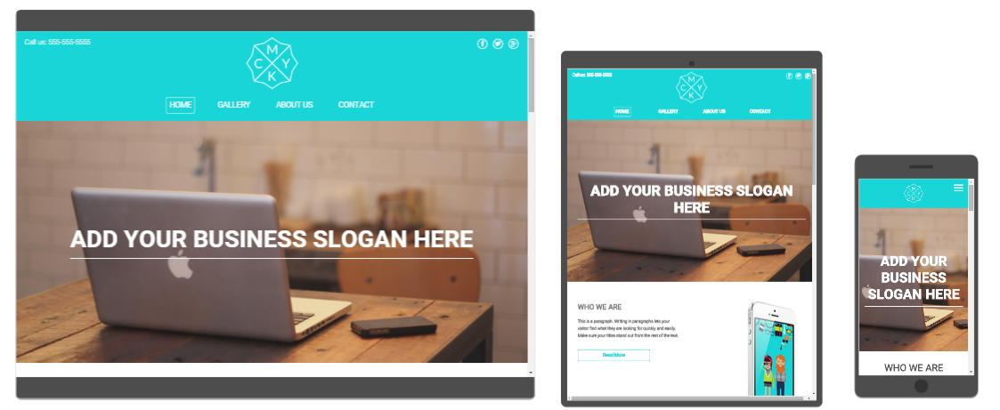 Call us: 555-555-5555
M
C Y
K
HOME GALLERY ABOUT US CONTACT
ADD YOUR BUSINESS SLOGAN HERE
Call us: 555-555-5555
M
C Y
K
HOME GALLERY ABOUT US CONTACT
ADD YOUR BUSINESS SLOGAN
HERE
WHO WE ARE
This is a paragraph. Writing in paragraphs lets your
visitor find what they are looking for quickly and easily.
Make sure your titles stand out from the rest of the text.
Read More
M
C Y
K
ADD YOUR
BUSINESS
SLOGAN HERE
WHO WE ARE